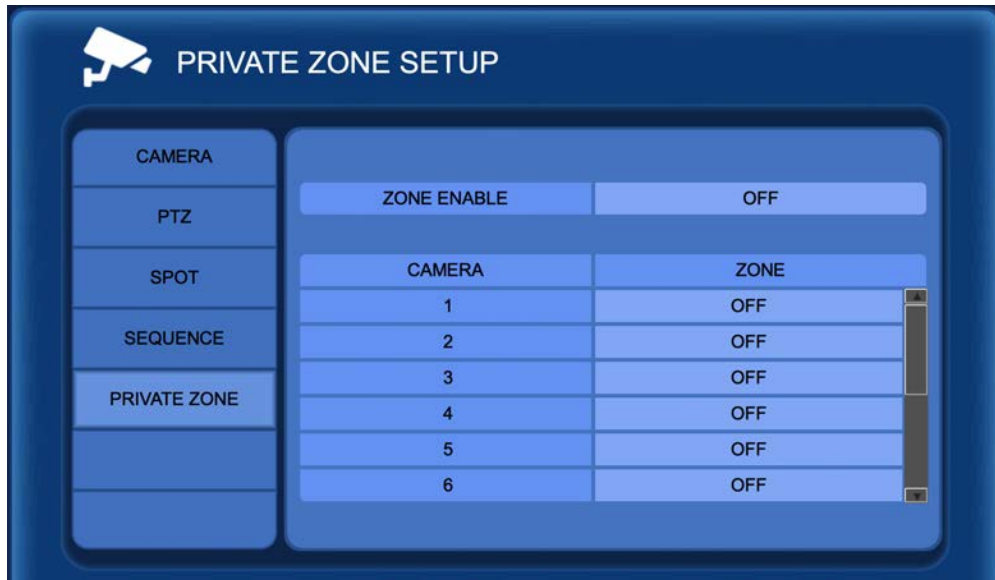 PRIVATE ZONE SETUP
CAMERA
PTZ
SPOT
SEQUENCE
PRIVATE ZONE
ZONE ENABLE OFF
CAMERA ZONE
1 OFF
2 OFF
3 OFF
4 OFF
5 OFF
6 OFF